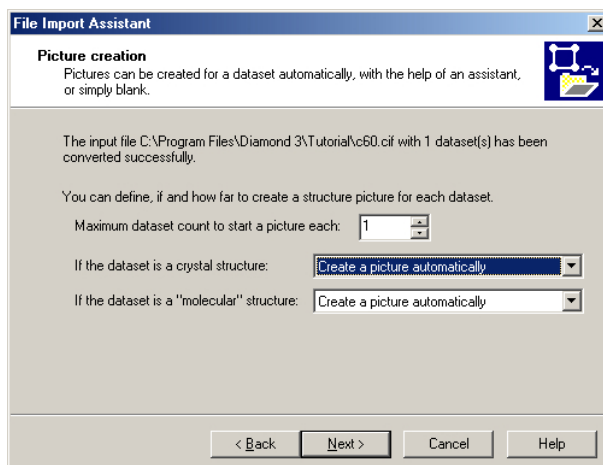 File Import Assistant
Picture creation
Pictures can be created for a dataset automatically, with the help of an assistant,
or simply blank.
The input file C:\Program Files\Diamond 3\Tutorial\c60.cif with 1 dataset(s) has been
converted successfully.
You can define, if and how far to create a structure picture for each dataset.
Maximum dataset count to start a picture each: 1
If the dataset is a crystal structure: Create a picture automatically
If the dataset is a "molecular" structure: Create a picture automatically
< Back Next > Cancel Help